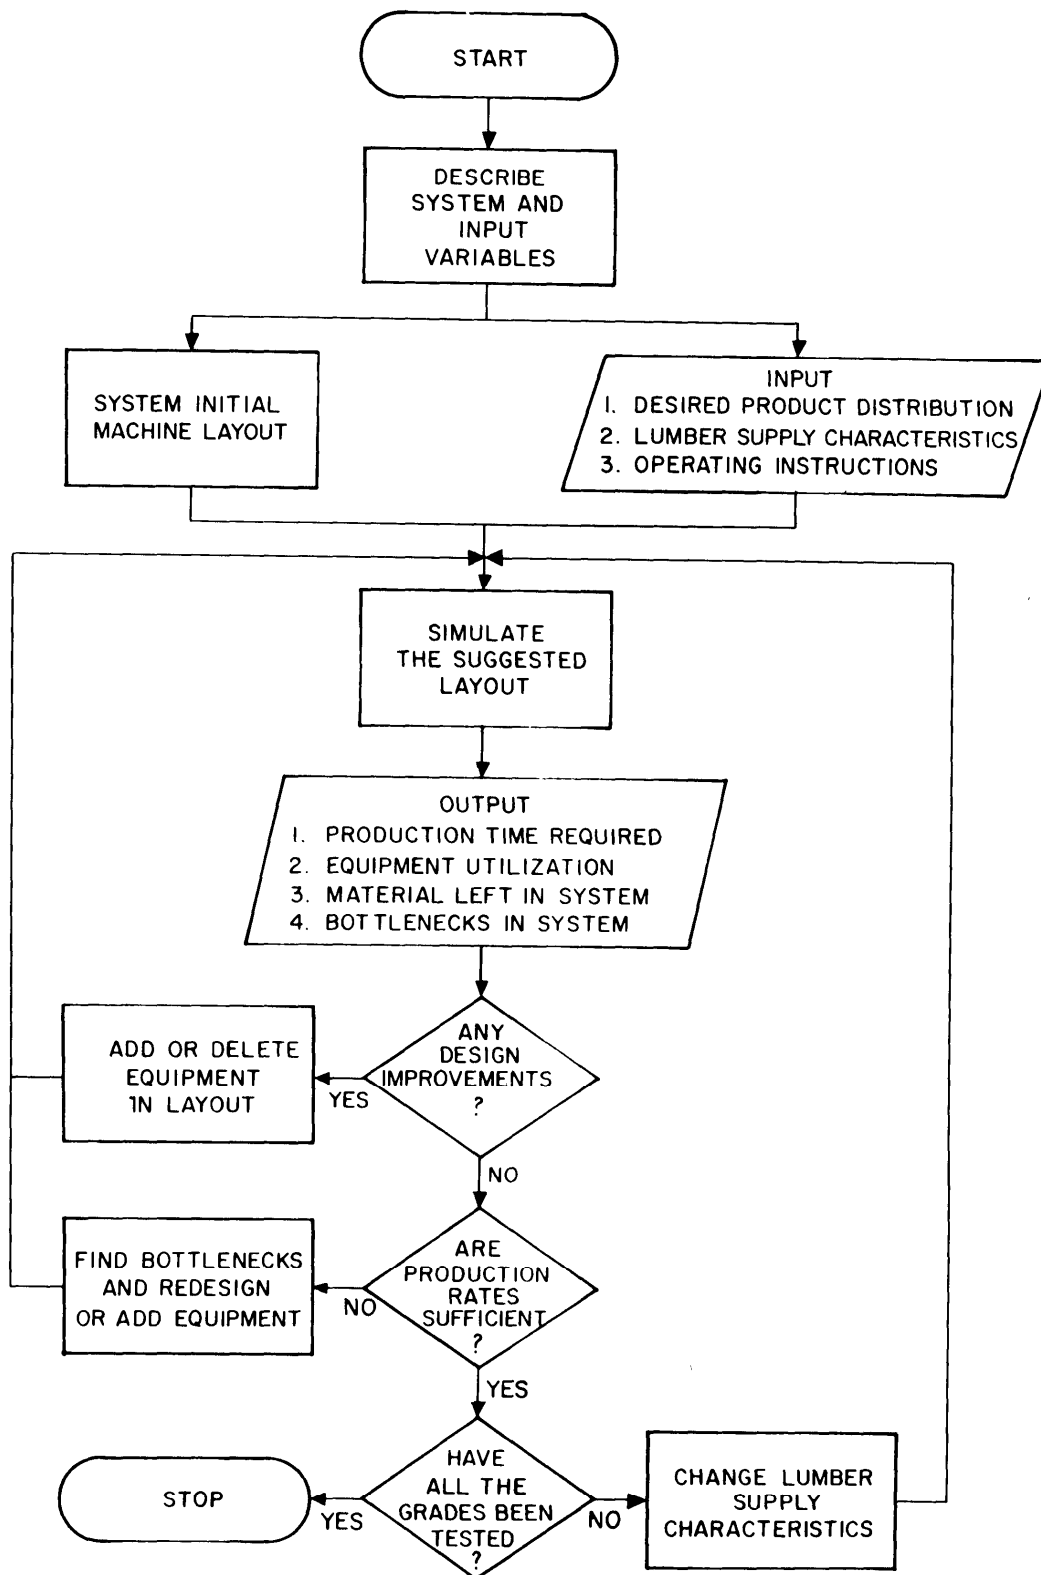 START
DESCRIBE
SYSTEM AND
INPUT
VARIABLES
SYSTEM INITIAL
MACHINE LAYOUT
INPUT
1. DESIRED PRODUCT DISTRIBUTION
2. LUMBER SUPPLY CHARACTERISTICS
3. OPERATING INSTRUCTIONS
SIMULATE
THE SUGGESTED
LAYOUT
OUTPUT
1. PRODUCTION TIME REQUIRED
2. EQUIPMENT UTILIZATION
3. MATERIAL LEFT IN SYSTEM
4. BOTTLENECKS IN SYSTEM
ANY
DESIGN
IMPROVEMENTS
?
YES
ADD OR DELETE
EQUIPMENT
IN LAYOUT
NO
ARE
PRODUCTION
RATES
SUFFICIENT
?
NO
FIND BOTTLENECKS
AND REDESIGN
OR ADD EQUIPMENT
YES
HAVE
ALL THE
GRADES BEEN
TESTED
?
YES
STOP
NO
CHANGE LUMBER
SUPPLY
CHARACTERISTICS